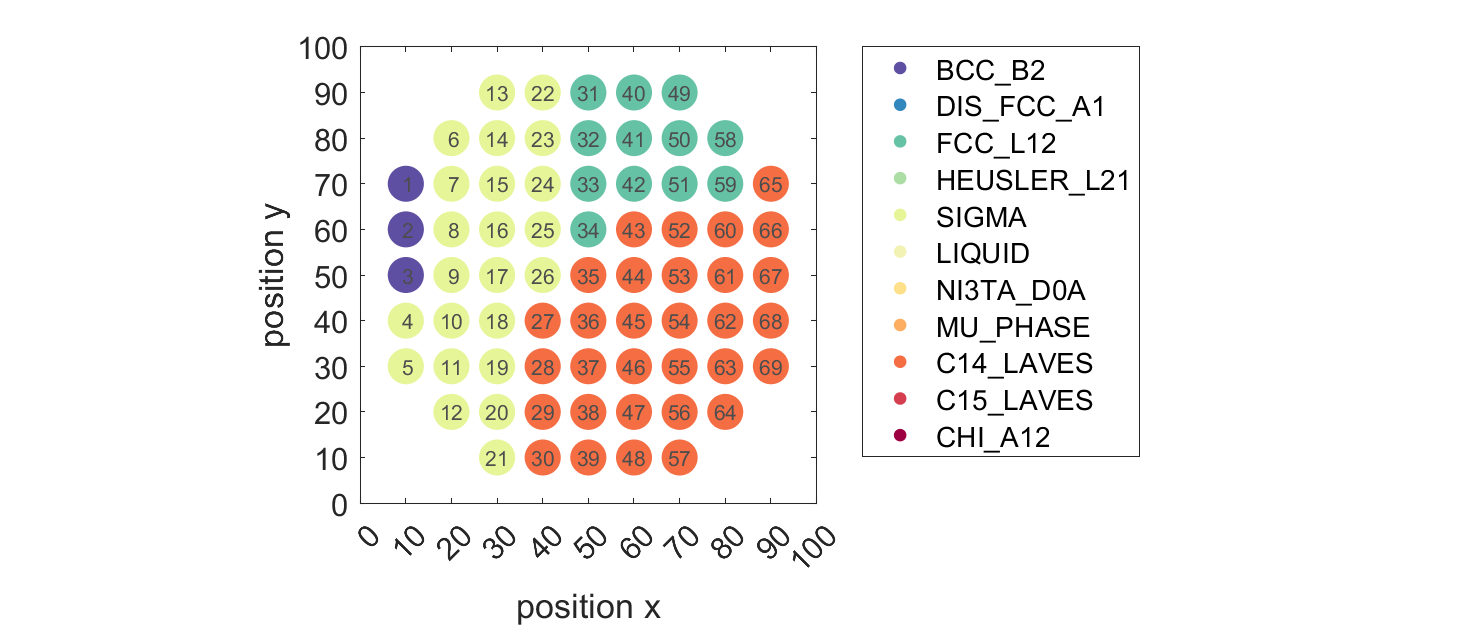 100
90
80
70
60
50
40
30
20
10
0
position y
13 22 31 40 49
6 14 23 32 41 50 58
1 7 15 24 33 42 51 59 65
2 8 16 25 34 43 52 60 66
3 9 17 26 35 44 53 61 67
4 10 18 27 36 45 54 62 68
5 11 19 28 37 46 55 63 69
12 20 29 38 47 56 64
21 30 39 48 57
0 10 20 30 40 50 60 70 80 90 100
position x
BCC_B2
DIS_FCC_A1
FCC_L12
HEUSLER_L21
SIGMA
LIQUID
NI3TA_D0A
MU_PHASE
C14_LAVES
C15_LAVES
CHI_A12